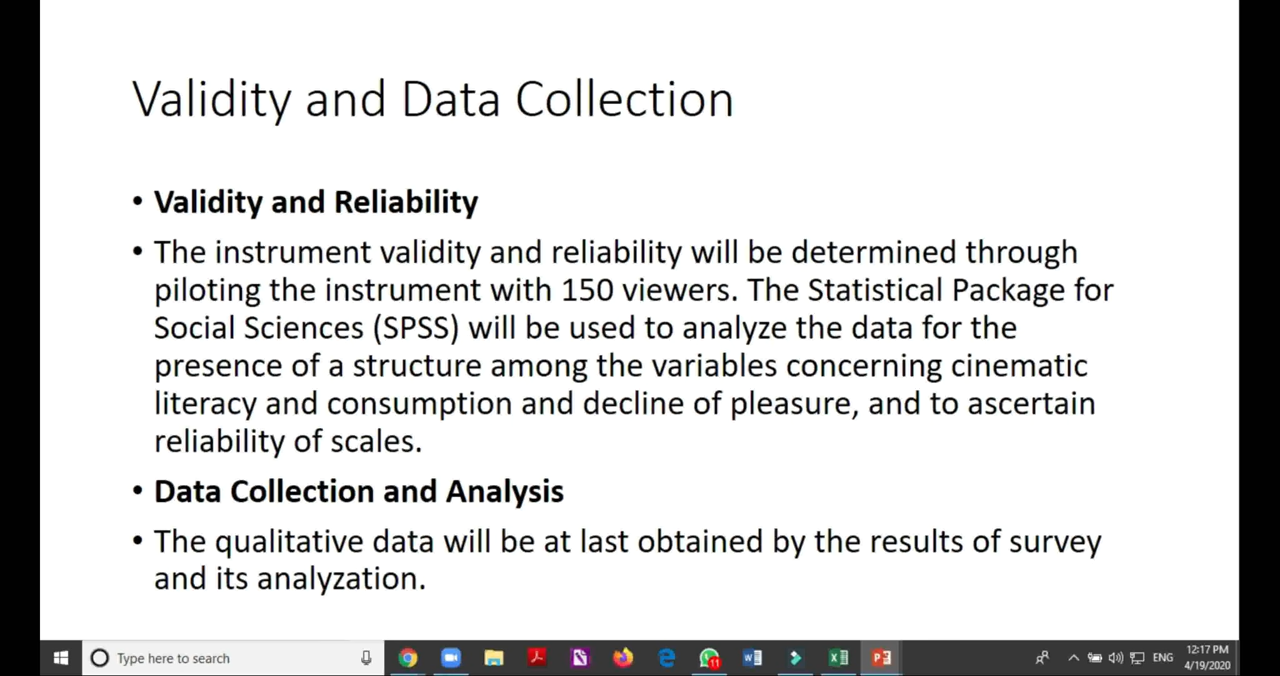 Validity and Data Collection
• Validity and Reliability
• The instrument validity and reliability will be determined through
piloting the instrument with 150 viewers. The Statistical Package for
Social Sciences (SPSS) will be used to analyze the data for the
presence of a structure among the variables concerning cinematic
literacy and consumption and decline of pleasure, and to ascertain
reliability of scales.
• Data Collection and Analysis
• The qualitative data will be at last obtained by the results of survey
and its analyzation.
Type here to search
11
ENG
12:17 PM
4/19/2020